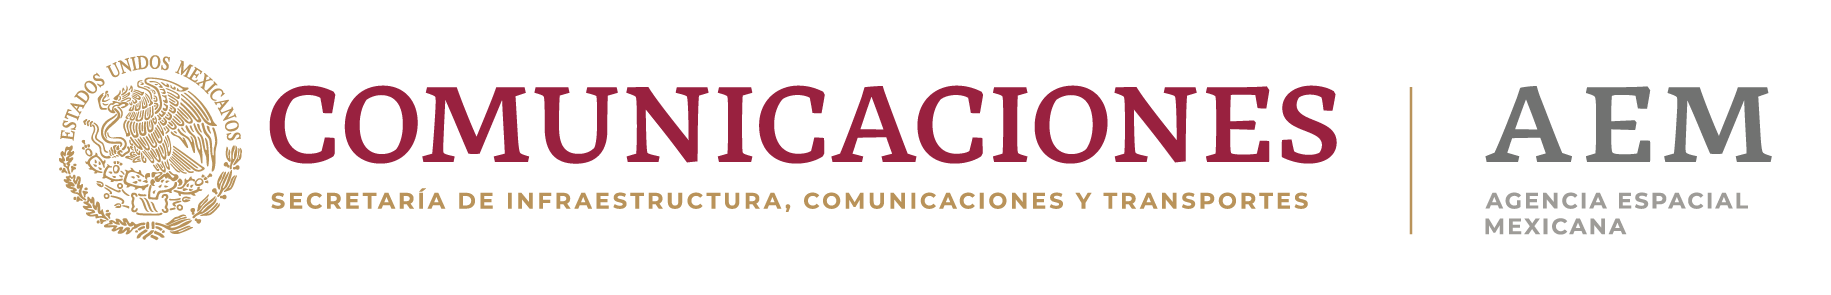 ESTADOS UNIDOS MEXICANOS
COMUNICACIONES
SECRETARÍA DE INFRAESTRUCTURA, COMUNICACIONES Y TRANSPORTES
AEM
AGENCIA ESPACIAL
MEXICANA